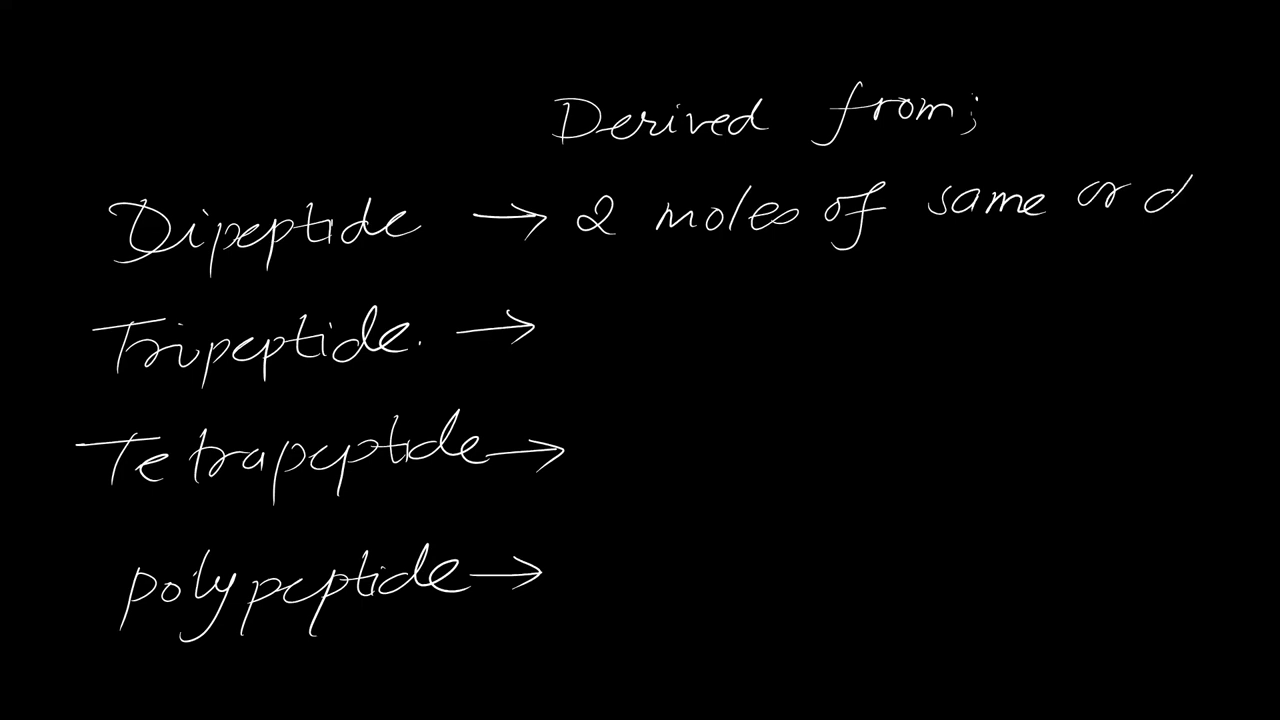 Derived from;
Dipeptide → 2 moles of same or d
Tripeptide. →
Tetrapeptide →
polypeptide →